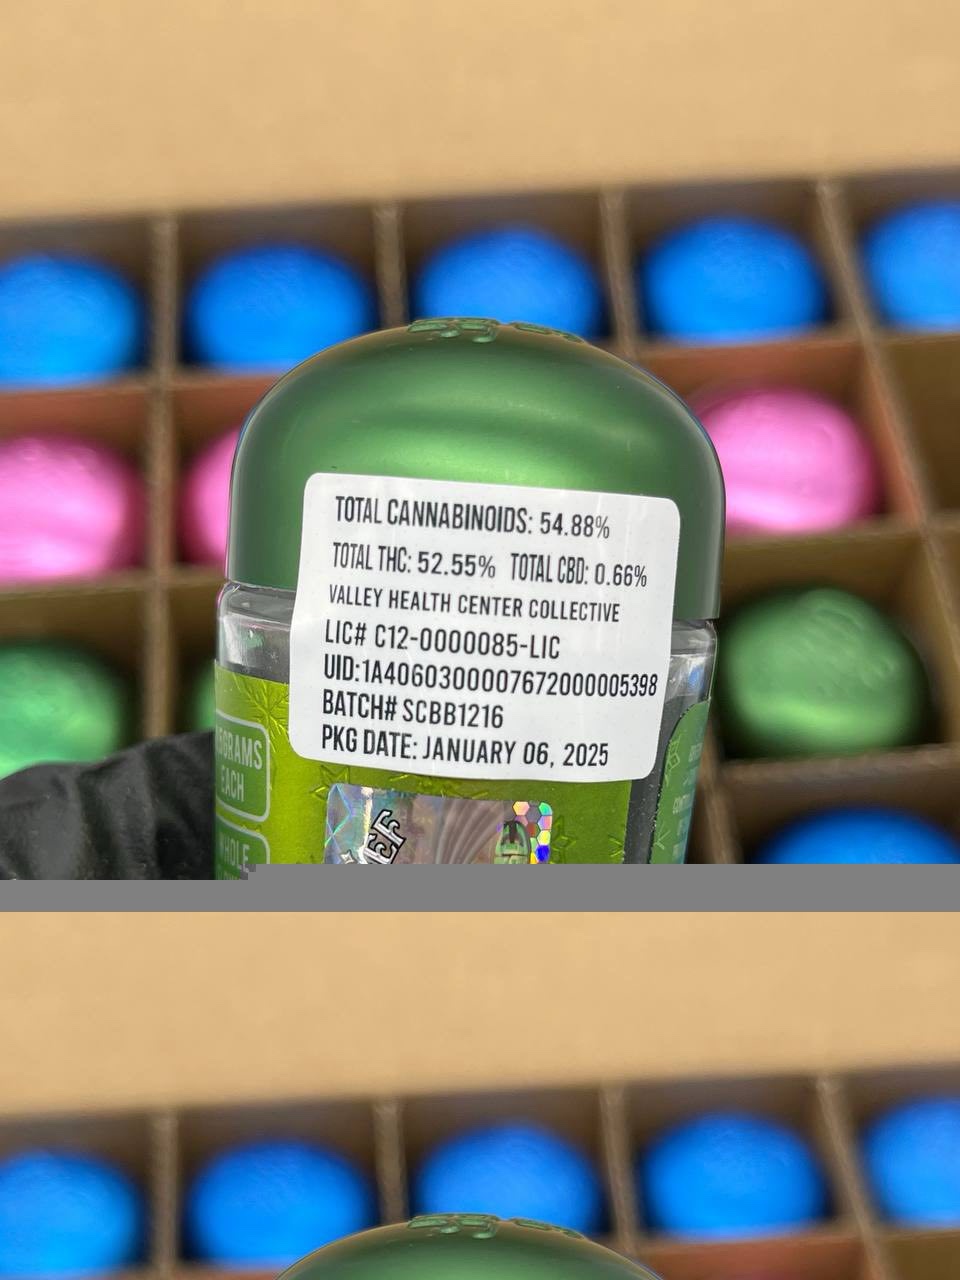 TOTAL CANNABINOIDS: 54.88%
TOTAL THC: 52.55% TOTAL CBD: 0.66%
VALLEY HEALTH CENTER COLLECTIVE
LIC# C12-0000085-LIC
UID:1A4060300007672000005398
BATCH# SCBB1216
PKG DATE: JANUARY 06, 2025
EACH
WHOLE